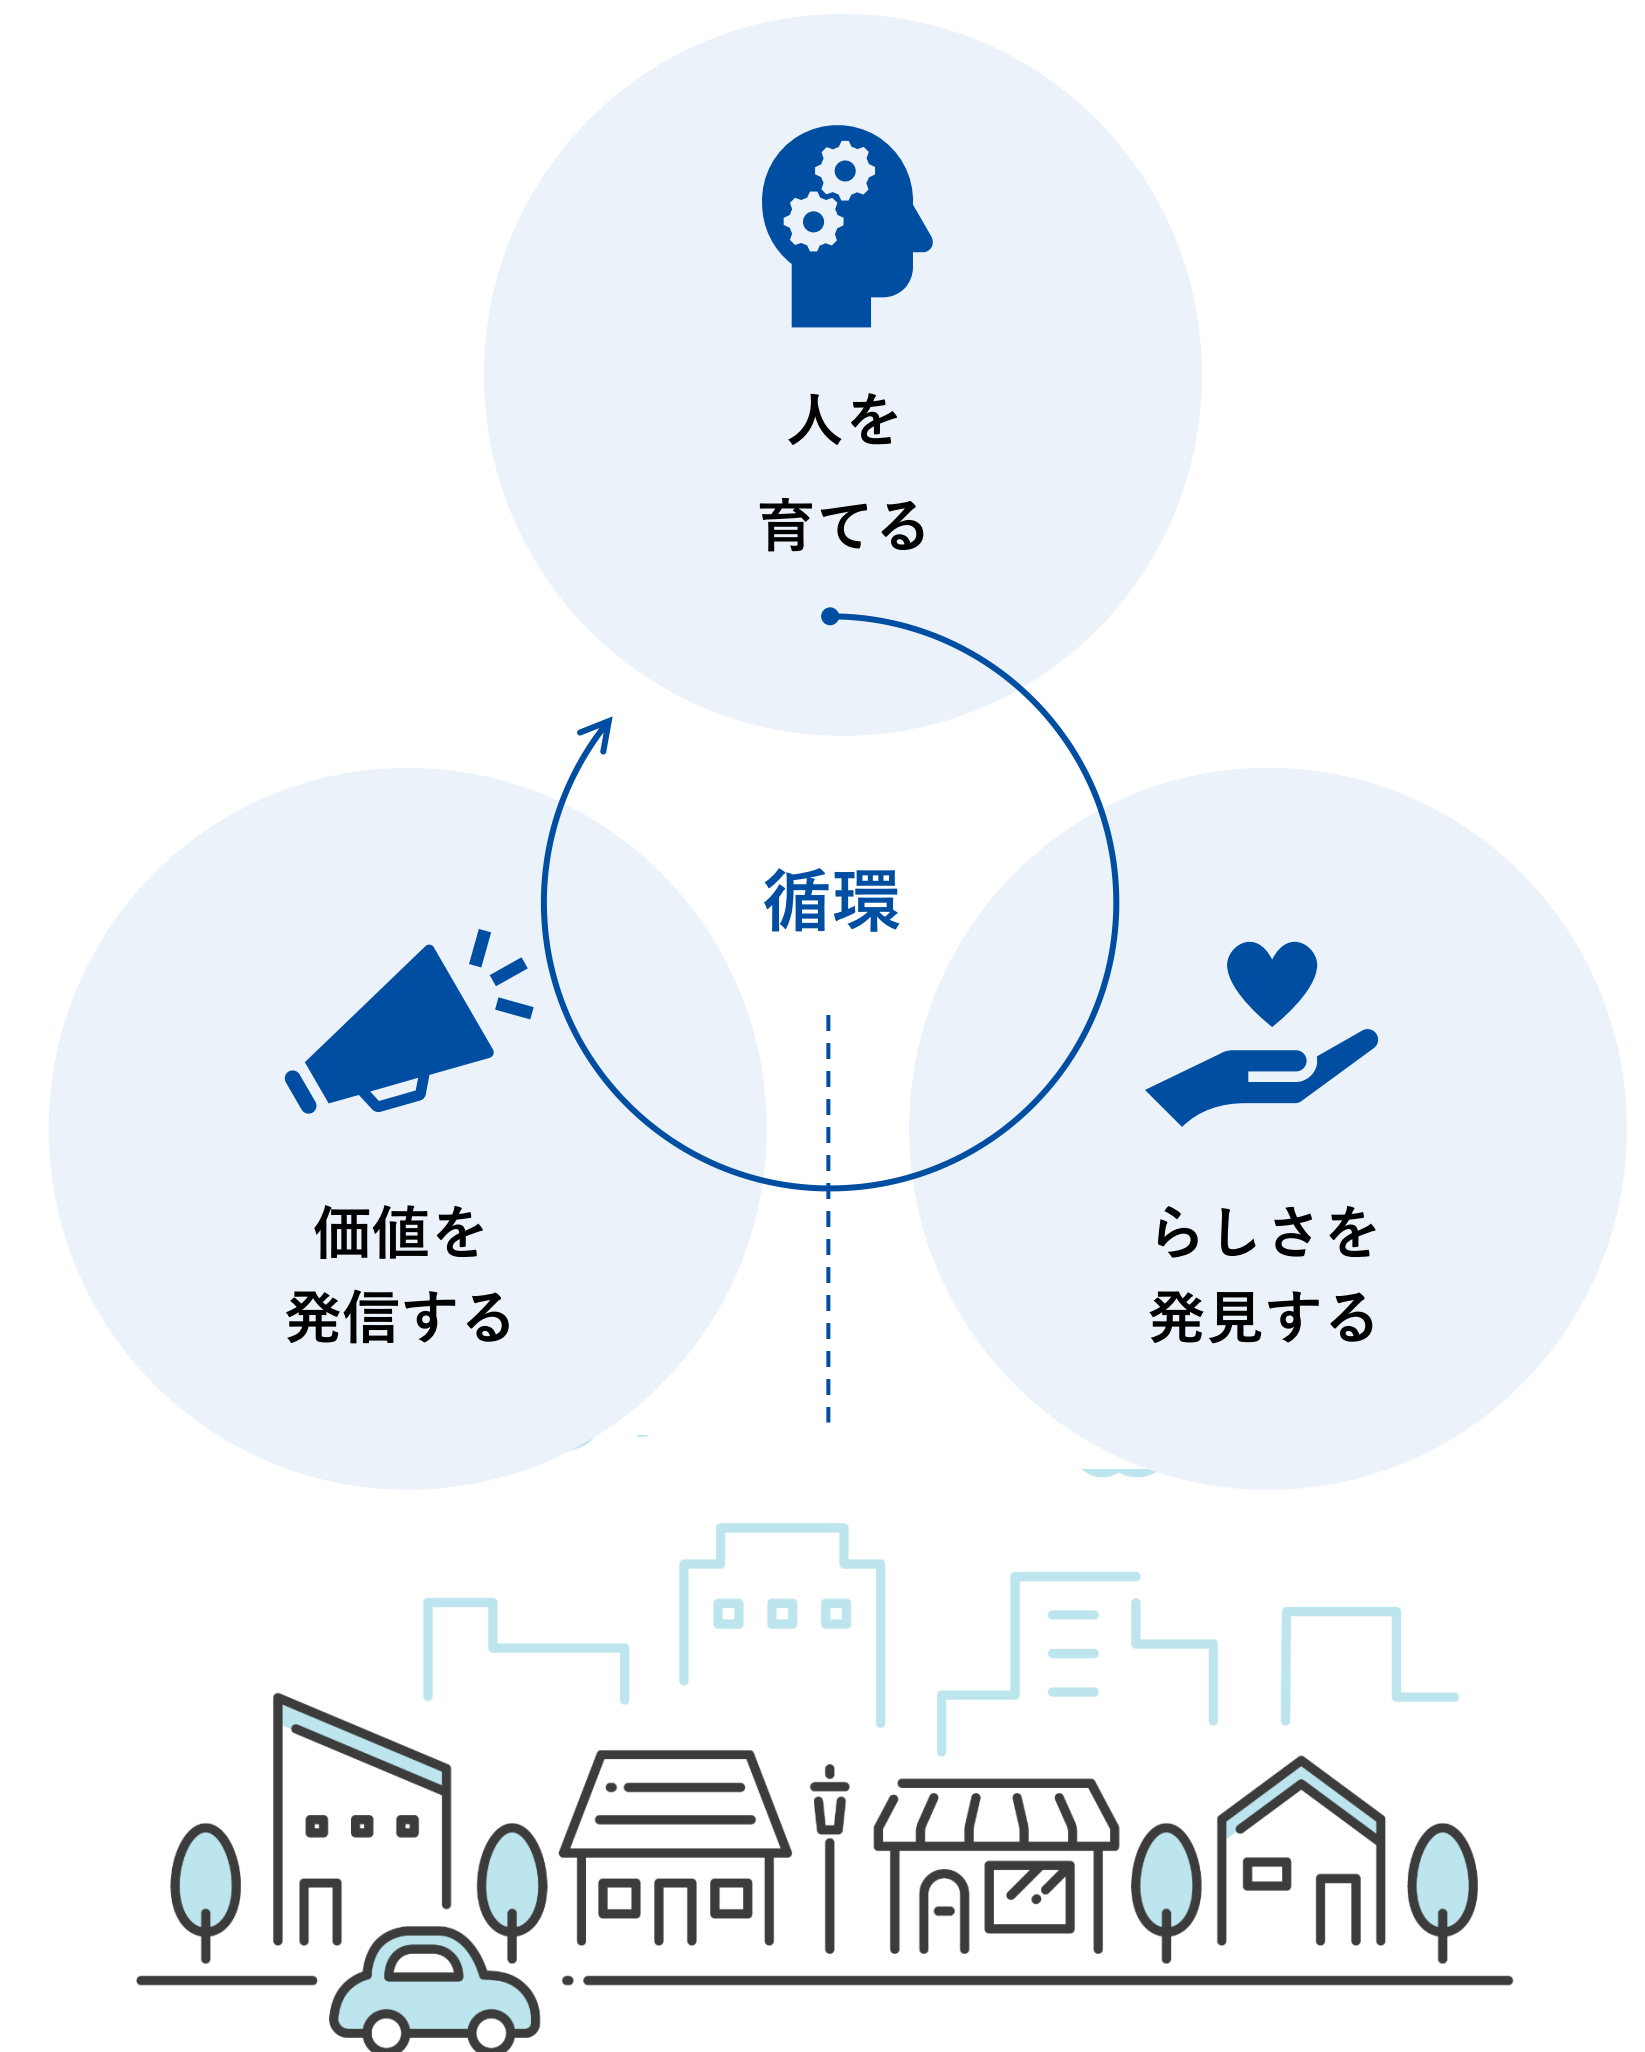 人を
育てる
循環
価値を
発信する
らしさを
発見する